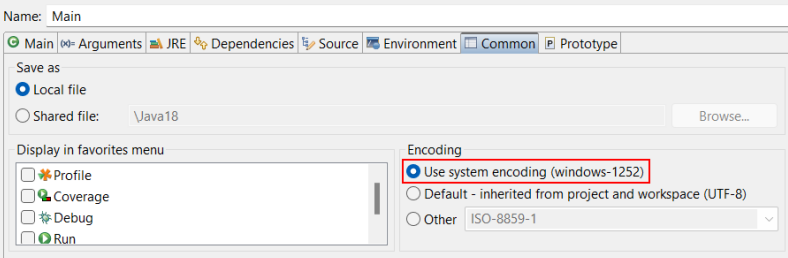 Name: Main
Main (x)= Arguments JRE Dependencies Source Environment Common Prototype
Save as
Local file
Shared file: \Java18 Browse...
Display in favorites menu
Profile
Coverage
Debug
Run
Encoding
Use system encoding (windows-1252)
Default - inherited from project and workspace (UTF-8)
Other ISO-8859-1